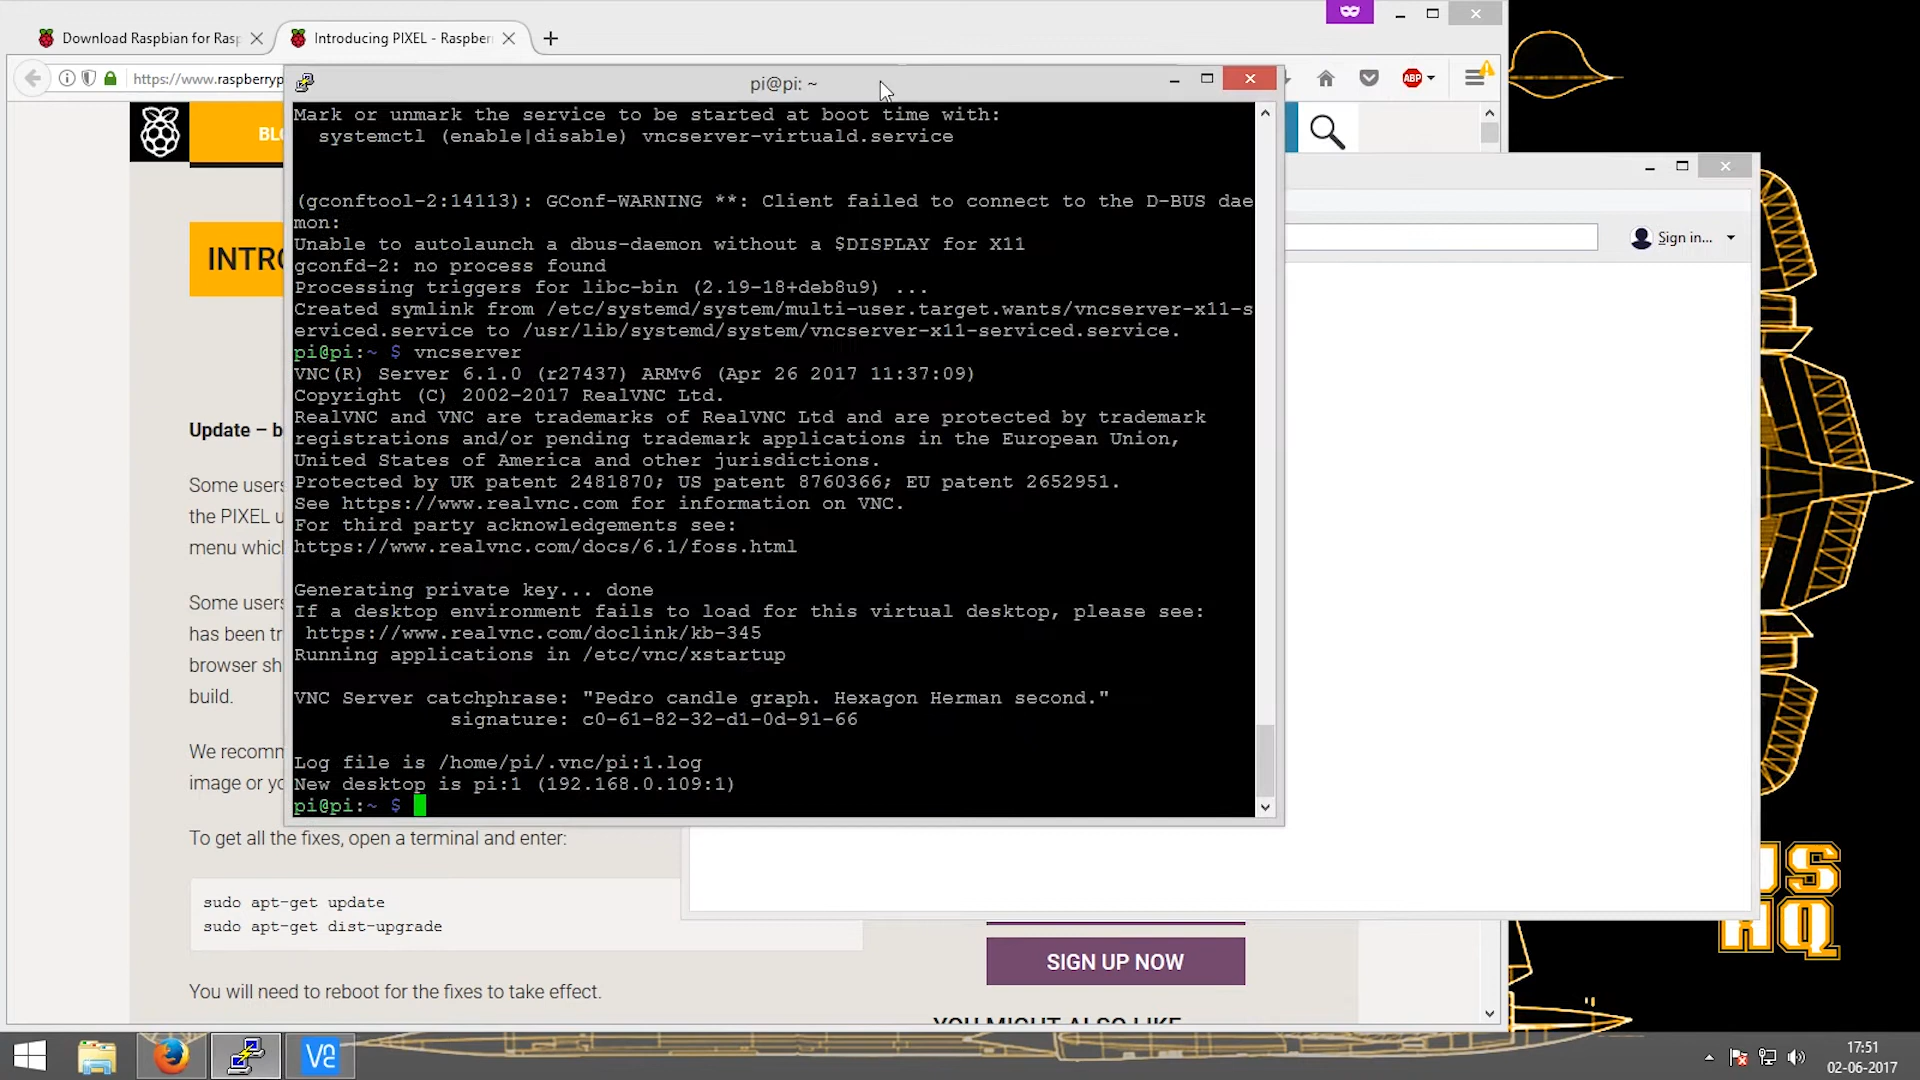 Download Raspbian for Rasp
Introducing PIXEL - Raspberr
https://www.raspberryp
ABP
pi@pi: ~
BLO
Mark or unmark the service to be started at boot time with:
systemctl (enable|disable) vncserver-virtuald.service
(gconftool-2:14113): GConf-WARNING **: Client failed to connect to the D-BUS dae
mon:
Unable to autolaunch a dbus-daemon without a $DISPLAY for X11
gconfd-2: no process found
Processing triggers for libc-bin (2.19-18+deb8u9) ...
Created symlink from /etc/systemd/system/multi-user.target.wants/vncserver-x11-s
erviced.service to /usr/lib/systemd/system/vncserver-x11-serviced.service.
pi@pi:~ $ vncserver
VNC(R) Server 6.1.0 (r27437) ARMv6 (Apr 26 2017 11:37:09)
Copyright (C) 2002-2017 RealVNC Ltd.
RealVNC and VNC are trademarks of RealVNC Ltd and are protected by trademark
registrations and/or pending trademark applications in the European Union,
United States of America and other jurisdictions.
Protected by UK patent 2481870; US patent 8760366; EU patent 2652951.
See https://www.realvnc.com for information on VNC.
For third party acknowledgements see:
https://www.realvnc.com/docs/6.1/foss.html
Generating private key... done
If a desktop environment fails to load for this virtual desktop, please see:
https://www.realvnc.com/doclink/kb-345
Running applications in /etc/vnc/xstartup
VNC Server catchphrase: "Pedro candle graph. Hexagon Herman second."
signature: c0-61-82-32-d1-0d-91-66
Log file is /home/pi/.vnc/pi:1.log
New desktop is pi:1 (192.168.0.109:1)
pi@pi:~ $
Sign in...
INTRO
Update – b
Some users
the PIXEL u
menu which
Some users
has been tr
browser sh
build.
We recomm
image or yo
To get all the fixes, open a terminal and enter:
sudo apt-get update
sudo apt-get dist-upgrade
You will need to reboot for the fixes to take effect.
SIGN UP NOW
YOU MIGHT ALSO LIKE
US
HQ
17:51
02-06-2017